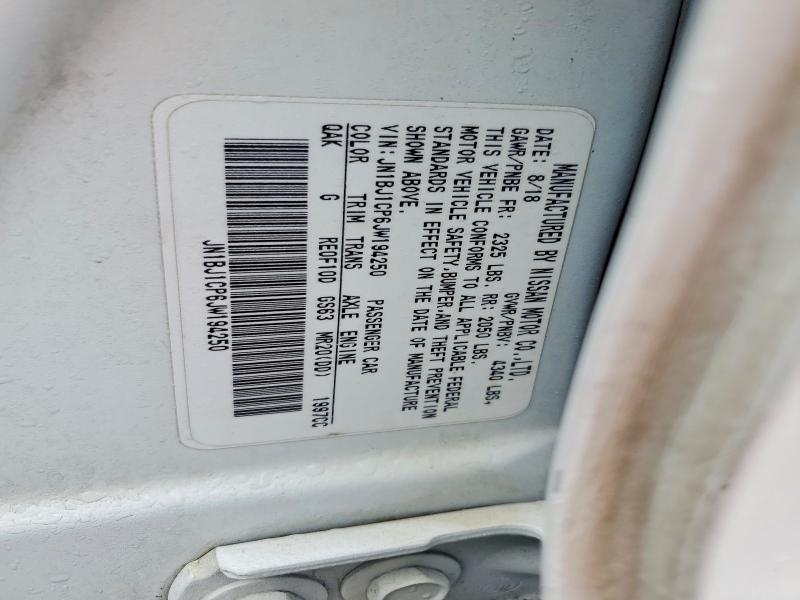 MANUFACTURED BY NISSAN MOTOR CO.,LTD.
DATE: 8/18 GVWR/PNBV: 4340 LBS,
GAWR/PNBE FR: 2325 LBS. RR: 2050 LBS.
THIS VEHICLE CONFORMS TO ALL APPLICABLE FEDERAL
MOTOR VEHICLE SAFETY,BUMPER,AND THEFT PREVENTION
STANDARDS IN EFFECT ON THE DATE OF MANUFACTURE
SHOWN ABOVE.
VIN:JN1BJ1CP6JW194250 PASSENGER CAR
COLOR TRIM TRANS AXLE ENGINE
QAK G RE0F10D GS63 MR20(DD) 1997CC
JN1BJ1CP6JW194250